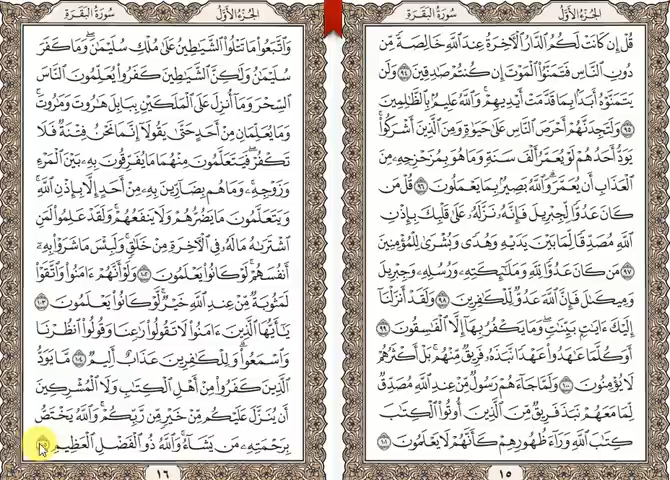 سُورَةُ البَقَرَةِ
الجُزْءُ الأَوَّلُ
قُلْ إِن كَانَتْ لَكُمُ الدَّارُ الْآخِرَةُ عِندَ اللَّهِ خَالِصَةً مِّن
دُونِ النَّاسِ فَتَمَنَّوُا الْمَوْتَ إِن كُنتُمْ صَادِقِينَ ٩٤ وَلَن
يَتَمَنَّوْهُ أَبَدًا بِمَا قَدَّمَتْ أَيْدِيهِمْ وَاللَّهُ عَلِيمٌ بِالظَّالِمِينَ
٩٥ وَلَتَجِدَنَّهُمْ أَحْرَصَ النَّاسِ عَلَىٰ حَيَاةٍ وَمِنَ الَّذِينَ أَشْرَكُوا
يَوَدُّ أَحَدُهُمْ لَوْ يُعَمَّرُ أَلْفَ سَنَةٍ وَمَا هُوَ بِمُزَحْزِحِهِ مِنَ
الْعَذَابِ أَن يُعَمَّرَ وَاللَّهُ بَصِيرٌ بِمَا يَعْمَلُونَ ٩٦ قُلْ مَن
كَانَ عَدُوًّا لِّجِبْرِيلَ فَإِنَّهُ نَزَّلَهُ عَلَىٰ قَلْبِكَ بِإِذْنِ
اللَّهِ مُصَدِّقًا لِّمَا بَيْنَ يَدَيْهِ وَهُدًى وَبُشْرَىٰ لِلْمُؤْمِنِينَ
٩٧ مَن كَانَ عَدُوًّا لِّلَّهِ وَمَلَائِكَتِهِ وَرُسُلِهِ وَجِبْرِيلَ
وَمِيكَالَ فَإِنَّ اللَّهَ عَدُوٌّ لِّلْكَافِرِينَ ٩٨ وَلَقَدْ أَنزَلْنَا
إِلَيْكَ آيَاتٍ بَيِّنَاتٍ وَمَا يَكْفُرُ بِهَا إِلَّا الْفَاسِقُونَ ٩٩
أَوَكُلَّمَا عَاهَدُوا عَهْدًا نَّبَذَهُ فَرِيقٌ مِّنْهُم بَلْ أَكْثَرُهُمْ
لَا يُؤْمِنُونَ ١٠٠ وَلَمَّا جَاءَهُمْ رَسُولٌ مِّنْ عِندِ اللَّهِ مُصَدِّقٌ
لِّمَا مَعَهُمْ نَبَذَ فَرِيقٌ مِّنَ الَّذِينَ أُوتُوا الْكِتَابَ
كِتَابَ اللَّهِ وَرَاءَ ظُهُورِهِمْ كَأَنَّهُمْ لَا يَعْلَمُونَ ١٠١
١٥
سُورَةُ البَقَرَةِ
الجُزْءُ الأَوَّلُ
وَاتَّبَعُوا مَا تَتْلُو الشَّيَاطِينُ عَلَىٰ مُلْكِ سُلَيْمَانَ وَمَا كَفَرَ
سُلَيْمَانُ وَلَٰكِنَّ الشَّيَاطِينَ كَفَرُوا يُعَلِّمُونَ النَّاسَ
السِّحْرَ وَمَا أُنزِلَ عَلَى الْمَلَكَيْنِ بِبَابِلَ هَارُوتَ وَمَارُوتَ
وَمَا يُعَلِّمَانِ مِنْ أَحَدٍ حَتَّىٰ يَقُولَا إِنَّمَا نَحْنُ فِتْنَةٌ فَلَا
تَكْفُرْ فَيَتَعَلَّمُونَ مِنْهُمَا مَا يُفَرِّقُونَ بِهِ بَيْنَ الْمَرْءِ
وَزَوْجِهِ وَمَا هُم بِضَارِّينَ بِهِ مِنْ أَحَدٍ إِلَّا بِإِذْنِ اللَّهِ
وَيَتَعَلَّمُونَ مَا يَضُرُّهُمْ وَلَا يَنفَعُهُمْ وَلَقَدْ عَلِمُوا لَمَنِ
اشْتَرَاهُ مَا لَهُ فِي الْآخِرَةِ مِنْ خَلَاقٍ وَلَبِئْسَ مَا شَرَوْا بِهِ
أَنفُسَهُمْ لَوْ كَانُوا يَعْلَمُونَ ١٠٢ وَلَوْ أَنَّهُمْ آمَنُوا وَاتَّقَوْا
لَمَثُوبَةٌ مِّنْ عِندِ اللَّهِ خَيْرٌ لَّوْ كَانُوا يَعْلَمُونَ ١٠٣
يَا أَيُّهَا الَّذِينَ آمَنُوا لَا تَقُولُوا رَاعِنَا وَقُولُوا انظُرْنَا
وَاسْمَعُوا وَلِلْكَافِرِينَ عَذَابٌ أَلِيمٌ ١٠٤ مَّا يَوَدُّ
الَّذِينَ كَفَرُوا مِنْ أَهْلِ الْكِتَابِ وَلَا الْمُشْرِكِينَ
أَن يُنَزَّلَ عَلَيْكُم مِّنْ خَيْرٍ مِّن رَّبِّكُمْ وَاللَّهُ يَخْتَصُّ
بِرَحْمَتِهِ مَن يَشَاءُ وَاللَّهُ ذُو الْفَضْلِ الْعَظِيمِ ١٠٥
١٦